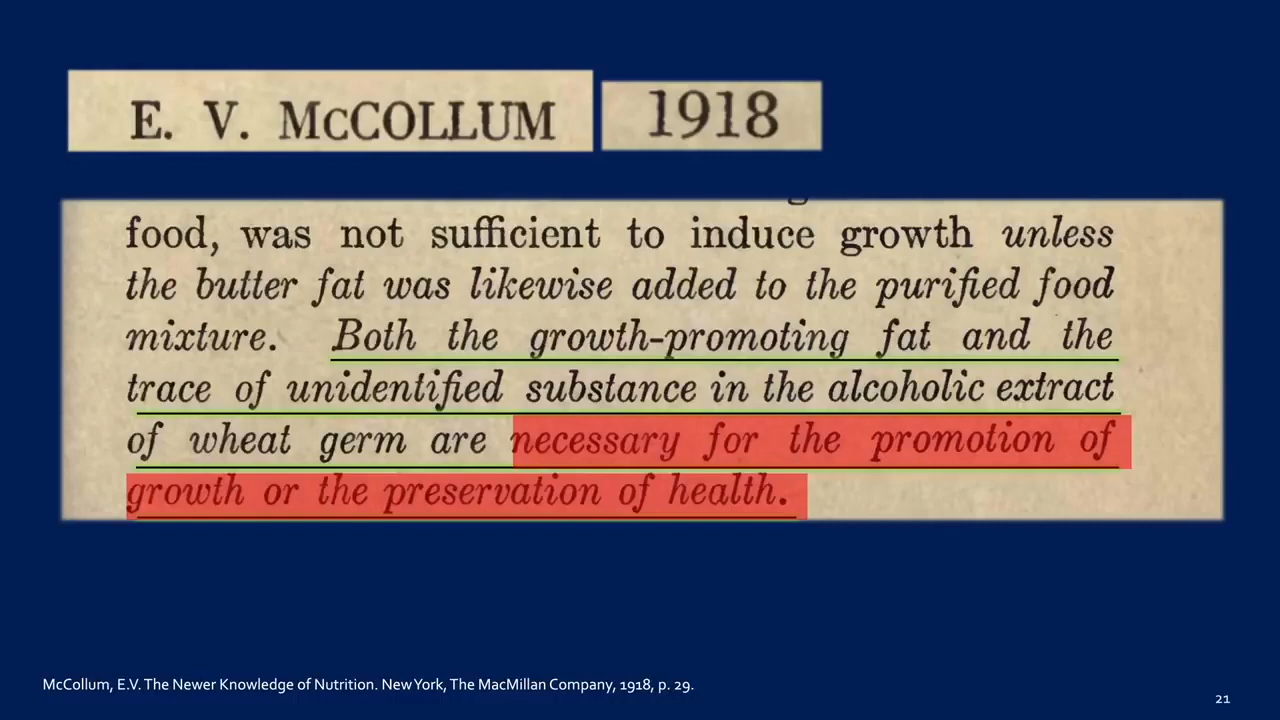 E. V. McCOLLUM
1918
food, was not sufficient to induce growth unless
the butter fat was likewise added to the purified food
mixture. Both the growth-promoting fat and the
trace of unidentified substance in the alcoholic extract
of wheat germ are necessary for the promotion of
growth or the preservation of health.
McCollum, E.V. The Newer Knowledge of Nutrition. New York, The MacMillan Company, 1918, p. 29.
21